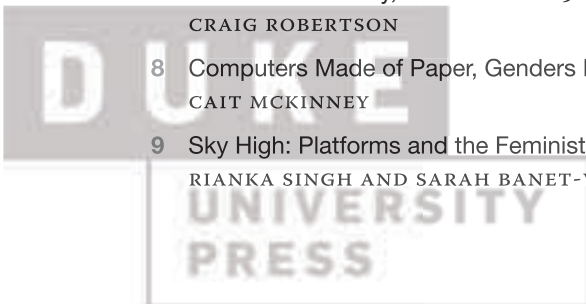 CRAIG ROBERTSON
8 Computers Made of Paper, Genders
CAIT MCKINNEY
9 Sky High: Platforms and the Feminist
RIANKA SINGH AND SARAH BANET-
DUKE
UNIVERSITY
PRESS